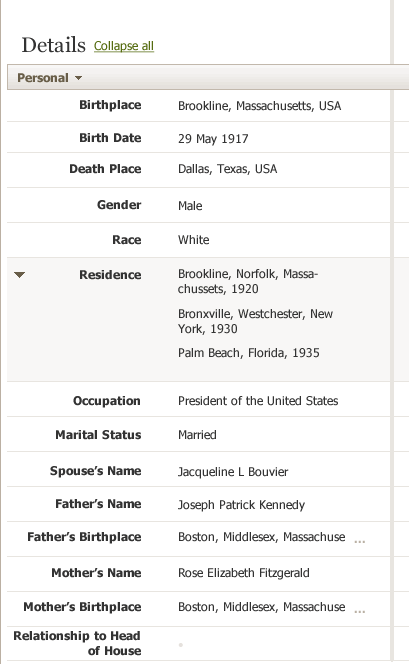 Details Collapse all
Personal
Birthplace Brookline, Massachusetts, USA
Birth Date 29 May 1917
Death Place Dallas, Texas, USA
Gender Male
Race White
Residence Brookline, Norfolk, Massa-
chussets, 1920
Bronxville, Westchester, New
York, 1930
Palm Beach, Florida, 1935
Occupation President of the United States
Marital Status Married
Spouse's Name Jacqueline L Bouvier
Father's Name Joseph Patrick Kennedy
Father's Birthplace Boston, Middlesex, Massachuse ...
Mother's Name Rose Elizabeth Fitzgerald
Mother's Birthplace Boston, Middlesex, Massachuse ...
Relationship to Head
of House